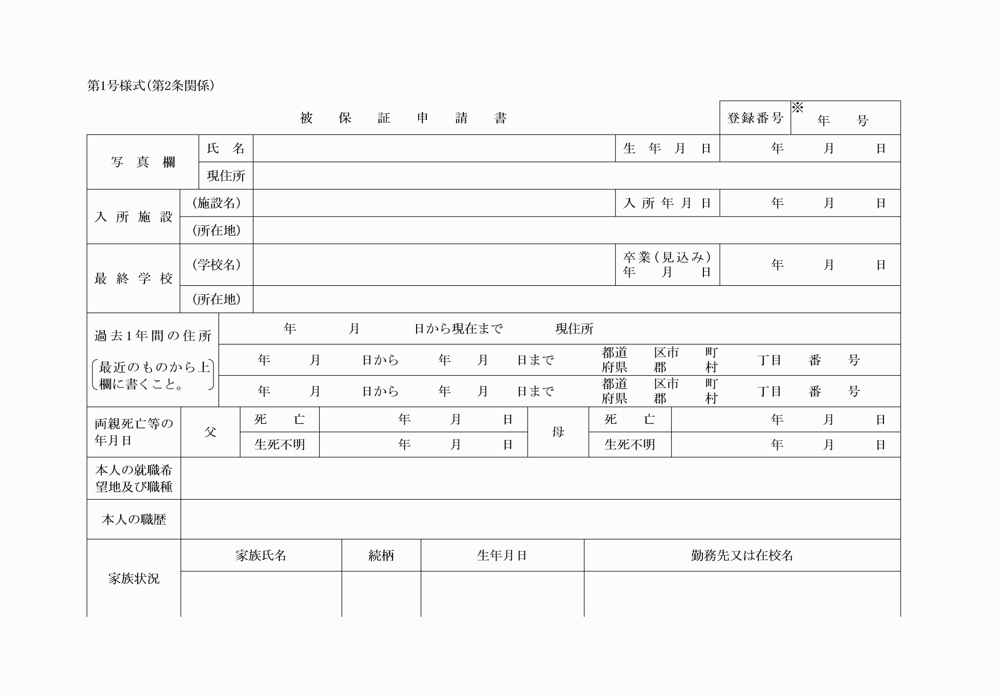 第1号様式(第2条関係)
被保証申請書
登録番号 ※ 年 号
写真欄 氏名 生年月日 年 月 日
現住所
入所施設 (施設名) 入所年月日 年 月 日
(所在地)
最終学校 (学校名) 卒業(見込み)年月日 年 月 日
(所在地)
過去1年間の住所
最近のものから上
欄に書くこと。
年 月 日から現在まで 現住所
年 月 日から 年 月 日まで 都道府県 区市郡 町村 丁目 番 号
年 月 日から 年 月 日まで 都道府県 区市郡 町村 丁目 番 号
両親死亡等の
年月日
父 死亡 年 月 日
生死不明 年 月 日
母 死亡 年 月 日
生死不明 年 月 日
本人の就職希
望地及び職種
本人の職歴
家族状況
家族氏名 続柄 生年月日 勤務先又は在校名